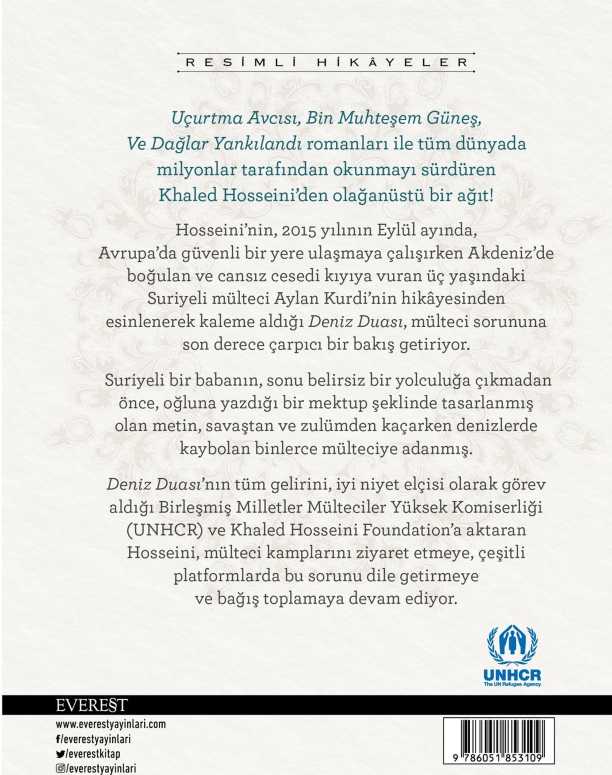 RESİMLİ HİKÂYELER
Uçurtma Avcısı, Bin Muhteşem Güneş,
Ve Dağlar Yankılandı romanları ile tüm dünyada
milyonlar tarafından okunmayı sürdüren
Khaled Hosseini’den olağanüstü bir ağıt!
Hosseini’nin, 2015 yılının Eylül ayında,
Avrupa’da güvenli bir yere ulaşmaya çalışırken Akdeniz’de
boğulan ve cansız cesedi kıyıya vuran üç yaşındaki
Suriyeli mülteci Aylan Kurdi’nin hikâyesinden
esinlenerek kaleme aldığı Deniz Duası, mülteci sorununa
son derece çarpıcı bir bakış getiriyor.
Suriyeli bir babanın, sonu belirsiz bir yolculuğa çıkmadan
önce, oğluna yazdığı bir mektup şeklinde tasarlanmış
olan metin, savaştan ve zulümden kaçarken denizlerde
kaybolan binlerce mülteciye adanmış.
Deniz Duası’nın tüm gelirini, iyi niyet elçisi olarak görev
aldığı Birleşmiş Milletler Mülteciler Yüksek Komiserliği
(UNHCR) ve Khaled Hosseini Foundation’a aktaran
Hosseini, mülteci kamplarını ziyaret etmeye, çeşitli
platformlarda bu sorunu dile getirmeye
ve bağış toplamaya devam ediyor.
UNHCR
The UN Refugee Agency
EVEREST
www.everestyayinlari.com
f/everestyayinlari
/everestkitap
/everestyayinlari
9 786051 853109